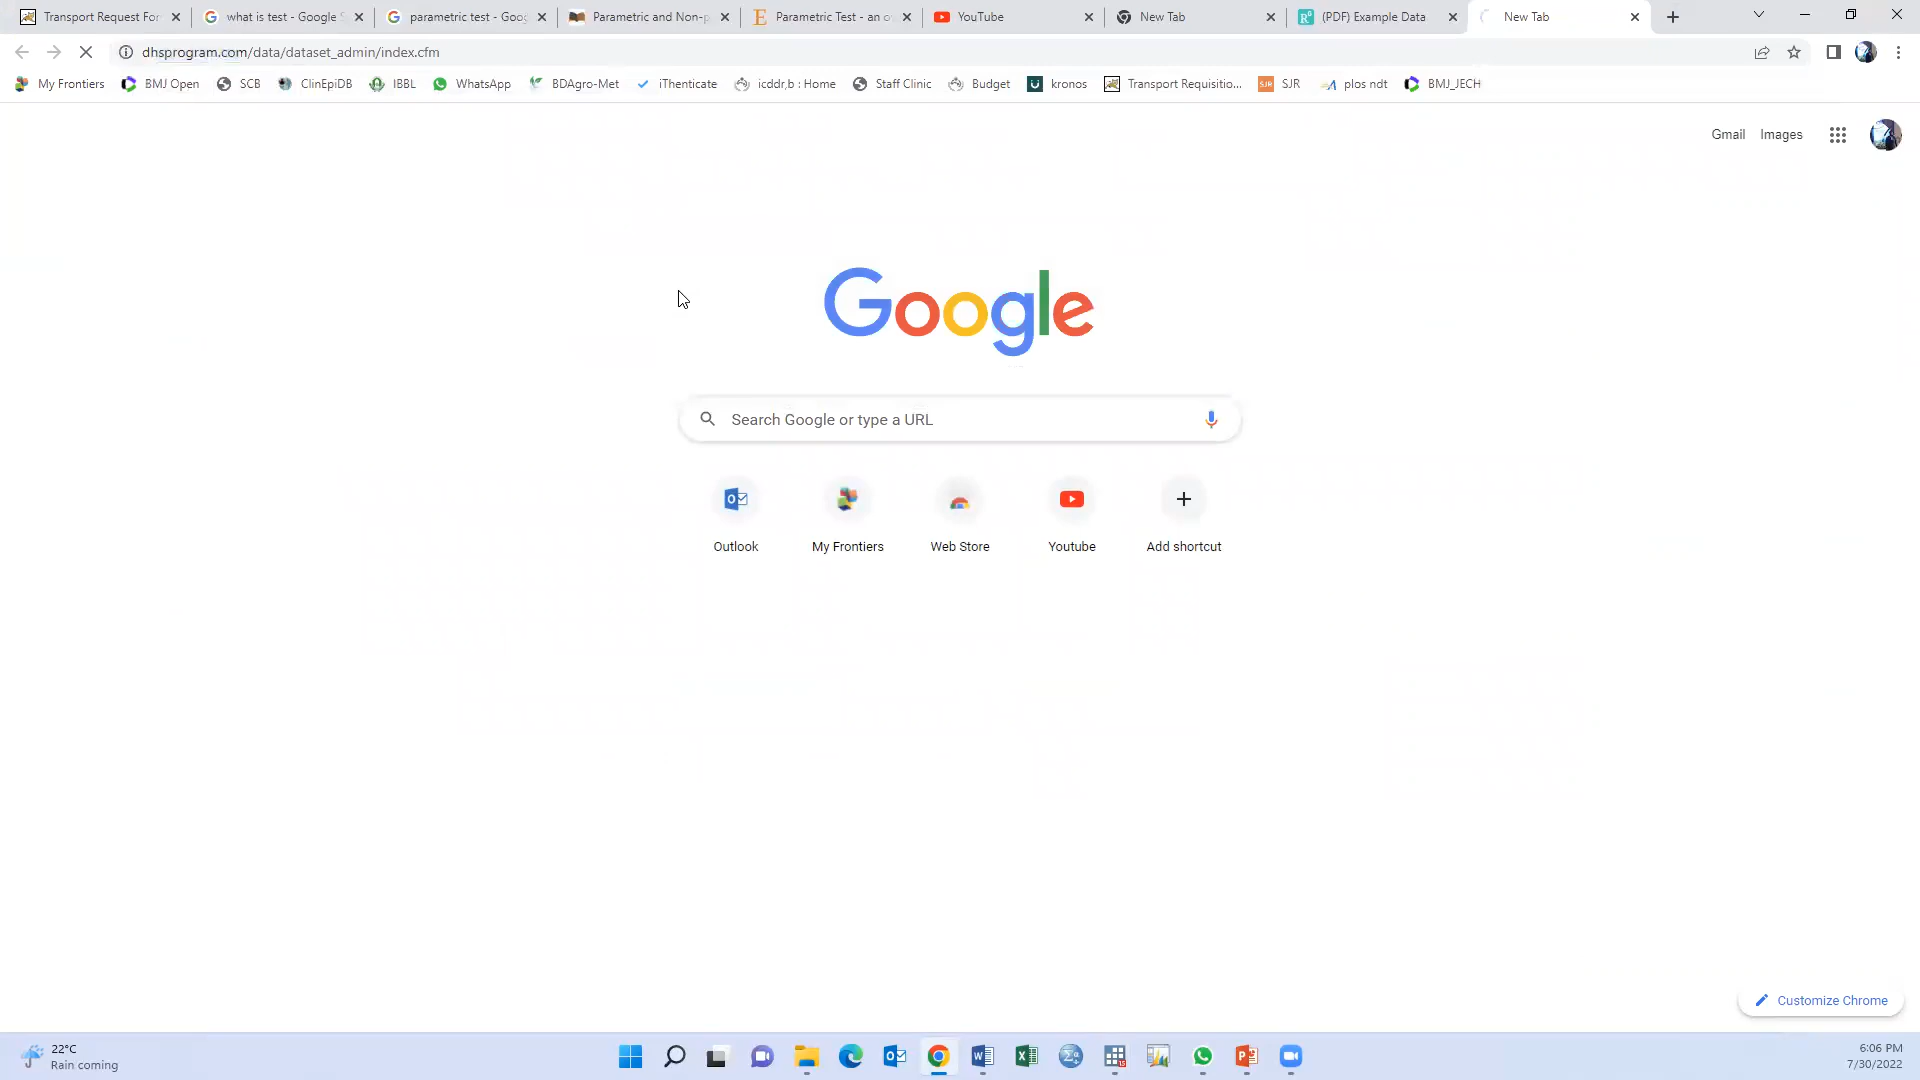 Transport Request For
what is test - Google S
parametric test - Goog
Parametric and Non-p
Parametric Test - an o
YouTube
New Tab
(PDF) Example Data
New Tab
dhsprogram.com/data/dataset_admin/index.cfm
My Frontiers
BMJ Open
SCB
ClinEpiDB
IBBL
WhatsApp
BDAgro-Met
iThenticate
icddr,b : Home
Staff Clinic
Budget
kronos
Transport Requisitio...
SJR
plos ndt
BMJ_JECH
Gmail Images
Google
Search Google or type a URL
Outlook
My Frontiers
Web Store
Youtube
Add shortcut
Customize Chrome
22°C
Rain coming
6:06 PM
7/30/2022